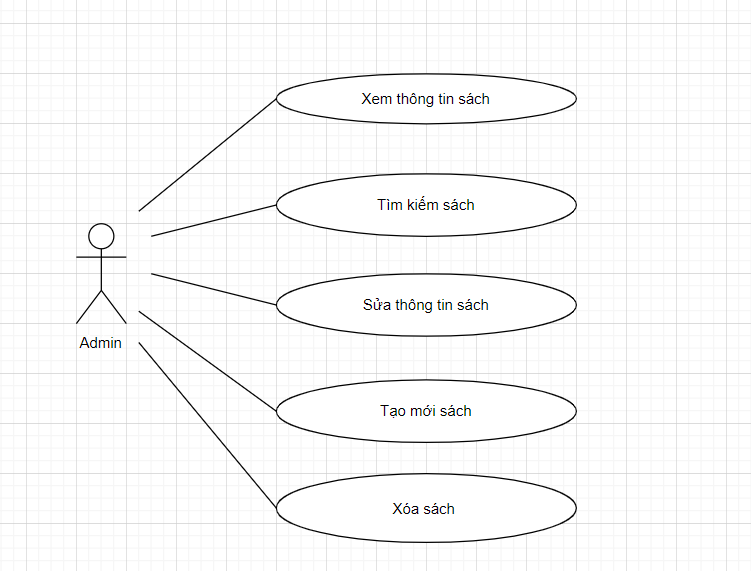 Xem thông tin sách
Tìm kiếm sách
Sửa thông tin sách
Admin
Tạo mới sách
Xóa sách